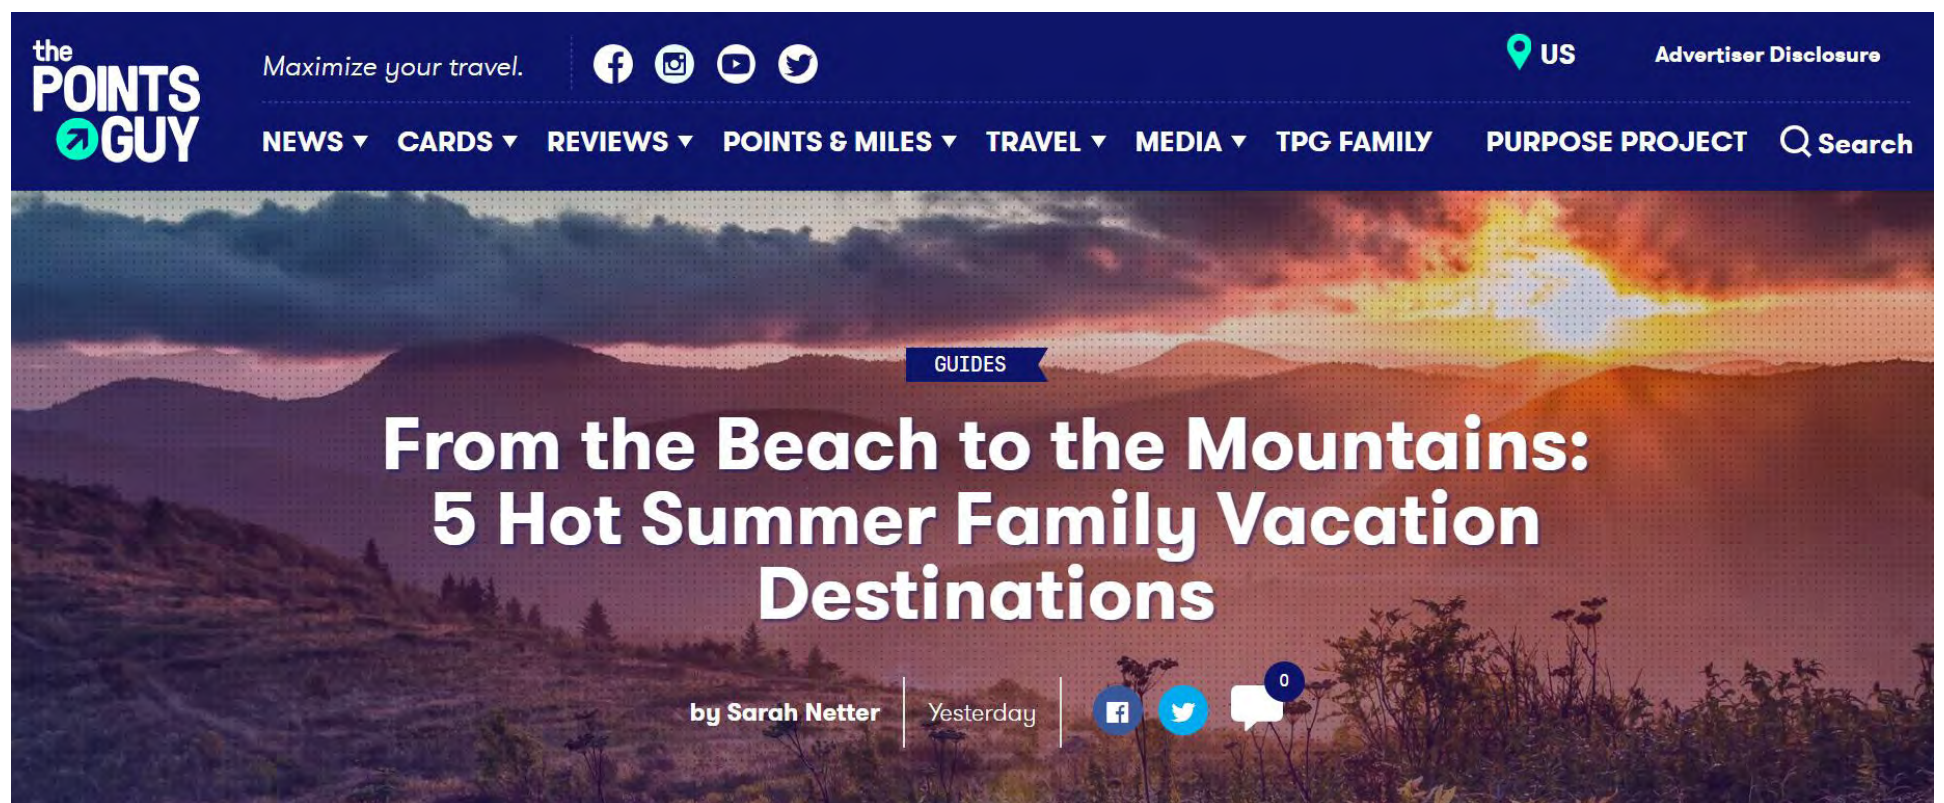 the
POINTS
GUY
Maximize your travel.
US
Advertiser Disclosure
NEWS CARDS REVIEWS POINTS & MILES TRAVEL MEDIA TPG FAMILY PURPOSE PROJECT Search
GUIDES
From the Beach to the Mountains:
5 Hot Summer Family Vacation
Destinations
by Sarah Netter
Yesterday
0